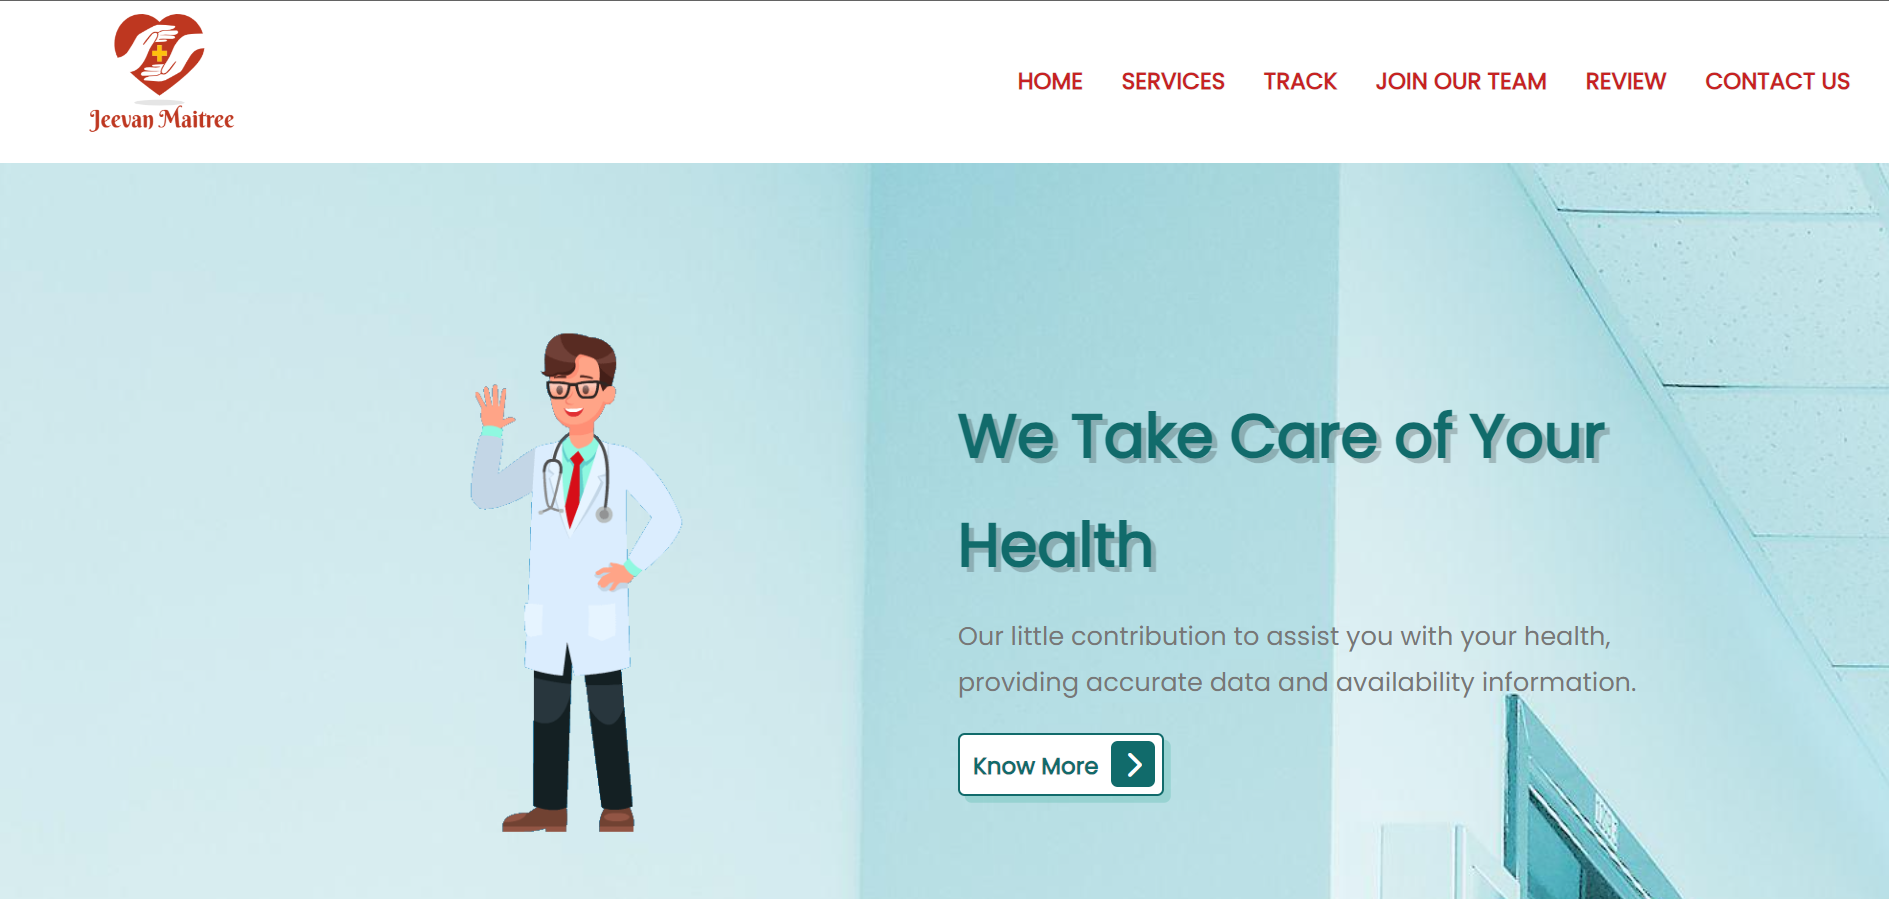 Jeevan Maitree
HOME SERVICES TRACK JOIN OUR TEAM REVIEW CONTACT US
We Take Care of Your
Health
Our little contribution to assist you with your health,
providing accurate data and availability information.
Know More